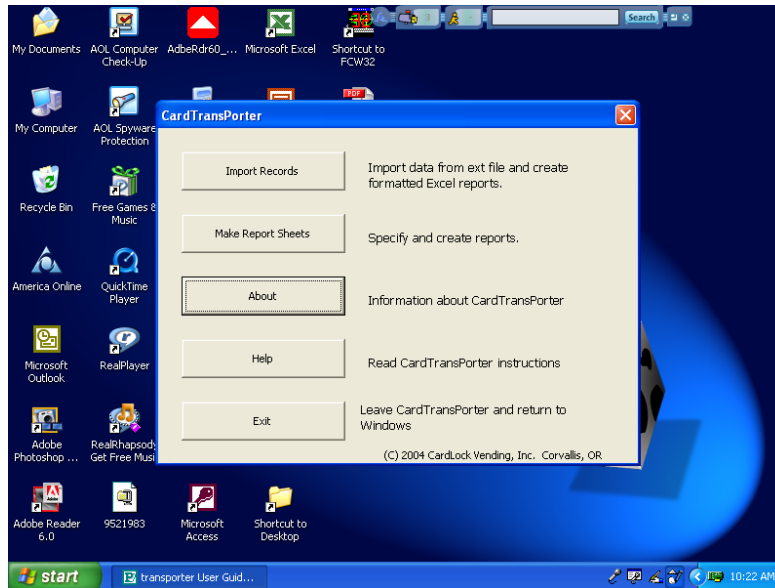 Search
My Documents
AOL Computer
Check-Up
AdbeRdr60_...
Microsoft Excel
Shortcut to
FCW32
My Computer
AOL Spyware
Protection
PDF
Recycle Bin
Free Games &
Music
America Online
QuickTime
Player
Microsoft
Outlook
RealPlayer
Adobe
Photoshop ...
RealRhapsody
Get Free Musi
Adobe Reader
6.0
9521983
Microsoft
Access
Shortcut to
Desktop
CardTransPorter
Import Records
Import data from ext file and create
formatted Excel reports.
Make Report Sheets
Specify and create reports.
About
Information about CardTransPorter
Help
Read CardTransPorter instructions
Exit
Leave CardTransPorter and return to
Windows
(C) 2004 CardLock Vending, Inc. Corvallis, OR
start
transporter User Guid...
10:22 AM